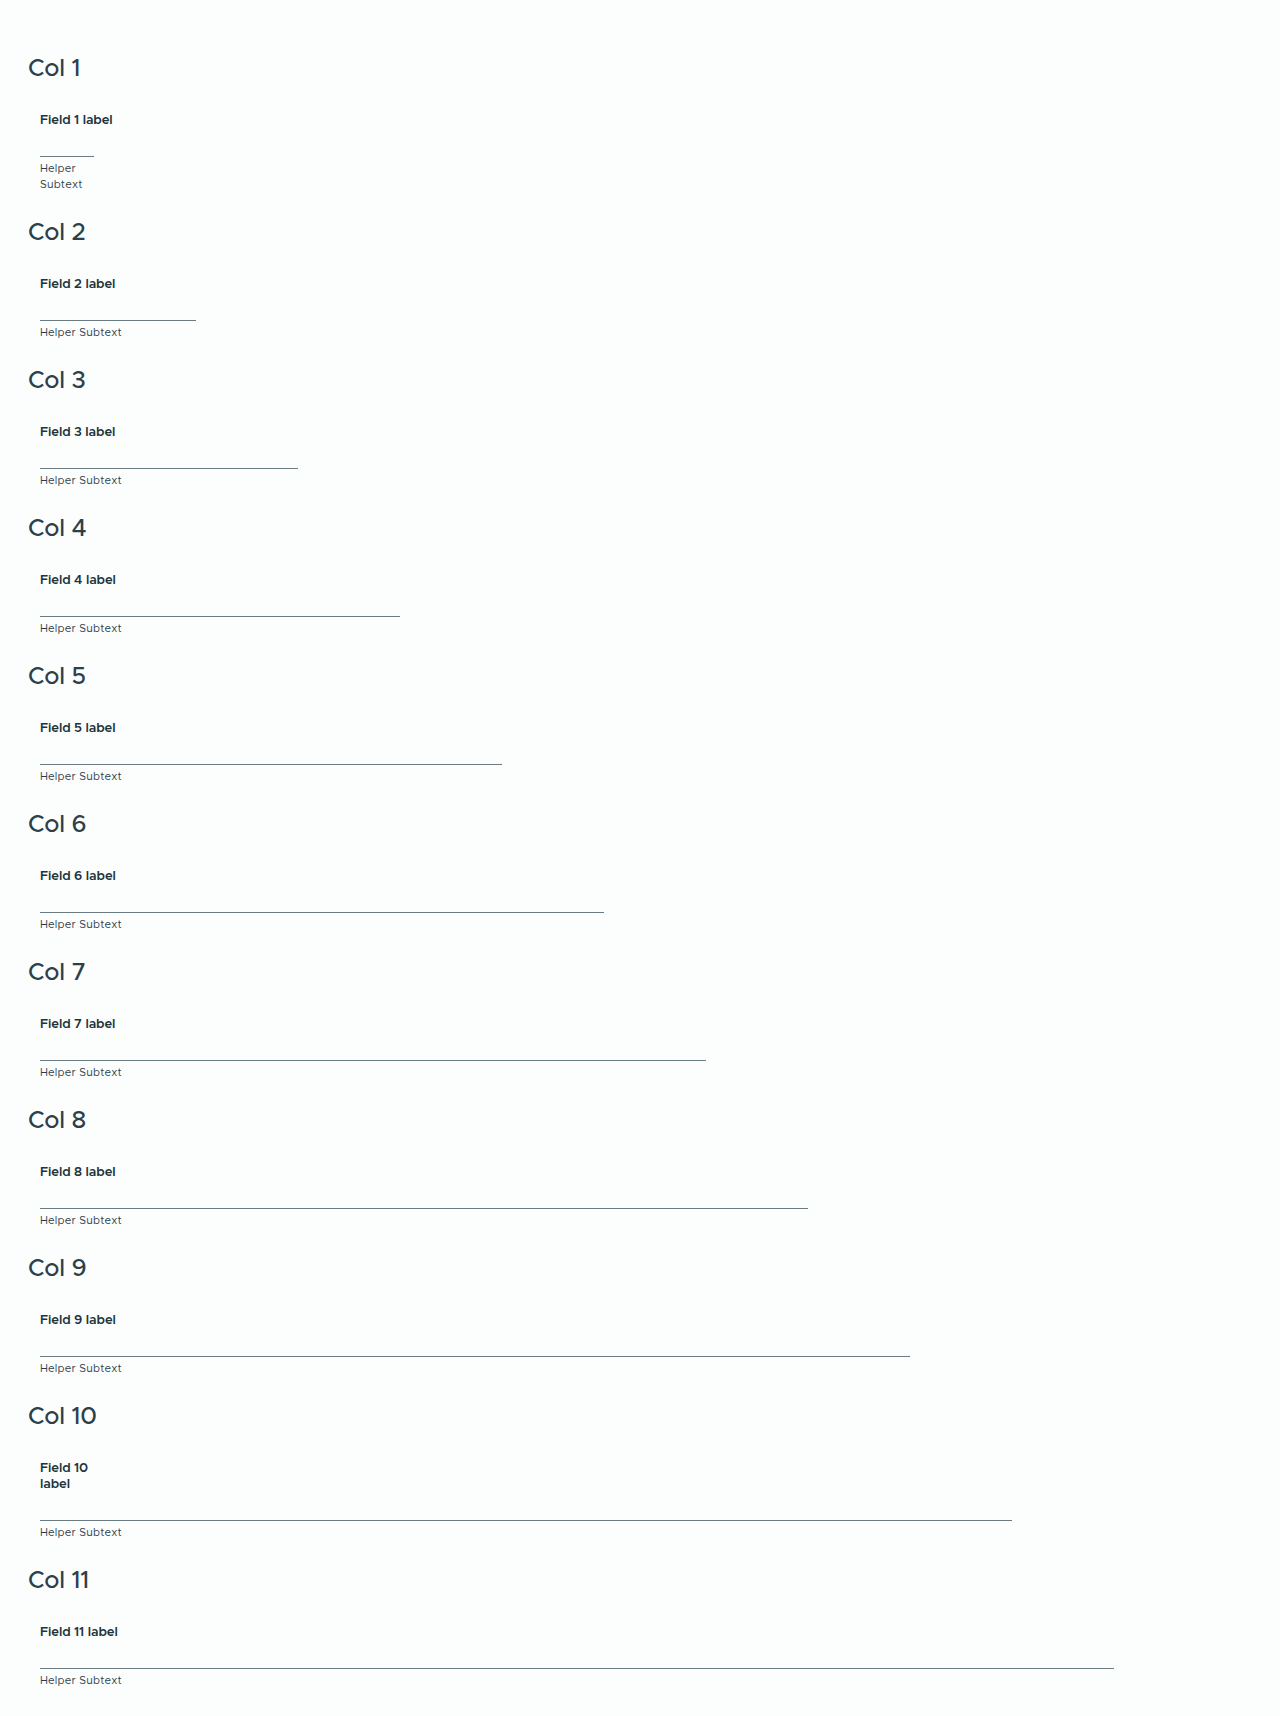 Col 1
Field 1 label
Helper
Subtext
Col 2
Field 2 label
Helper Subtext
Col 3
Field 3 label
Helper Subtext
Col 4
Field 4 label
Helper Subtext
Col 5
Field 5 label
Helper Subtext
Col 6
Field 6 label
Helper Subtext
Col 7
Field 7 label
Helper Subtext
Col 8
Field 8 label
Helper Subtext
Col 9
Field 9 label
Helper Subtext
Col 10
Field 10
label
Helper Subtext
Col 11
Field 11 label
Helper Subtext